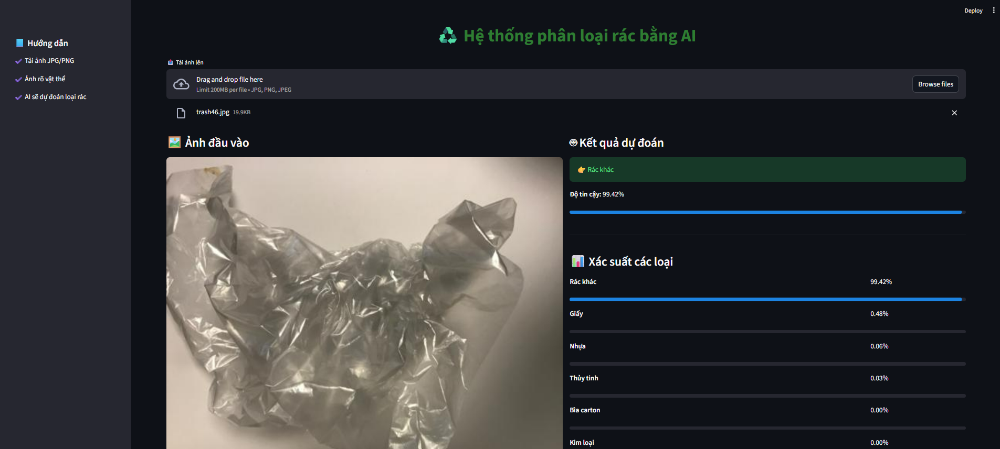 Deploy
Hướng dẫn
Tải ảnh JPG/PNG
Ảnh rõ vật thể
AI sẽ dự đoán loại rác
Hệ thống phân loại rác bằng AI
Tải ảnh lên
Drag and drop file here
Limit 200MB per file • JPG, PNG, JPEG
Browse files
trash46.jpg 19.9KB
Ảnh đầu vào
Kết quả dự đoán
Rác khác
Độ tin cậy: 99.42%
Xác suất các loại
Rác khác 99.42%
Giấy 0.48%
Nhựa 0.06%
Thủy tinh 0.03%
Bìa carton 0.00%
Kim loại 0.00%